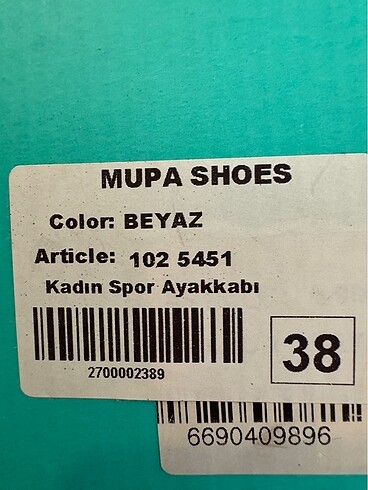 MUPA SHOES
Color: BEYAZ
Article: 102 5451
Kadın Spor Ayakkabı
2700002389
38
6690409896